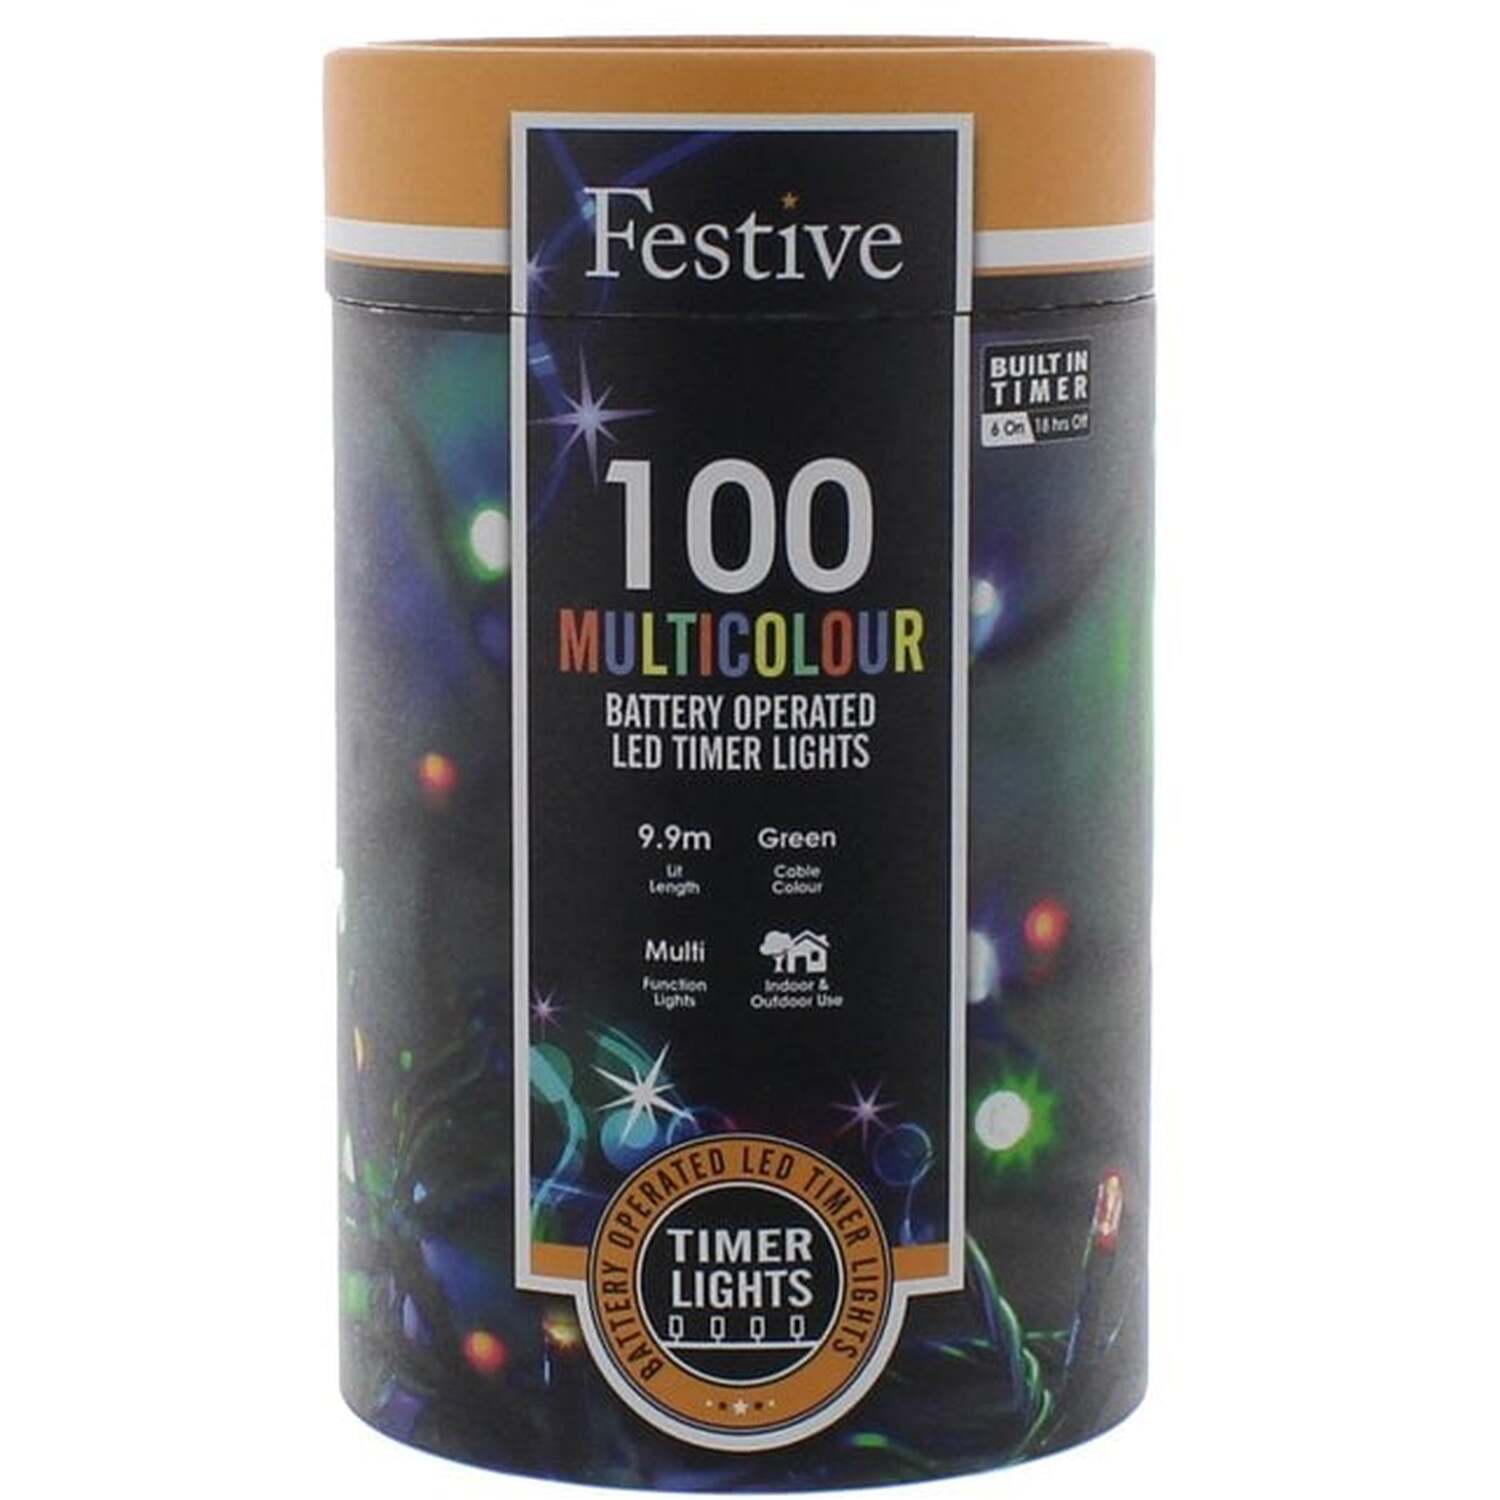 Festive
BUILT IN
TIMER
6 On 18 hrs Off
100
MULTICOLOUR
BATTERY OPERATED
LED TIMER LIGHTS
9.9m
Lit
Length
Green
Cable
Colour
Multi
Function
Lights
Indoor &
Outdoor Use
BATTERY OPERATED LED TIMER LIGHTS
TIMER
LIGHTS